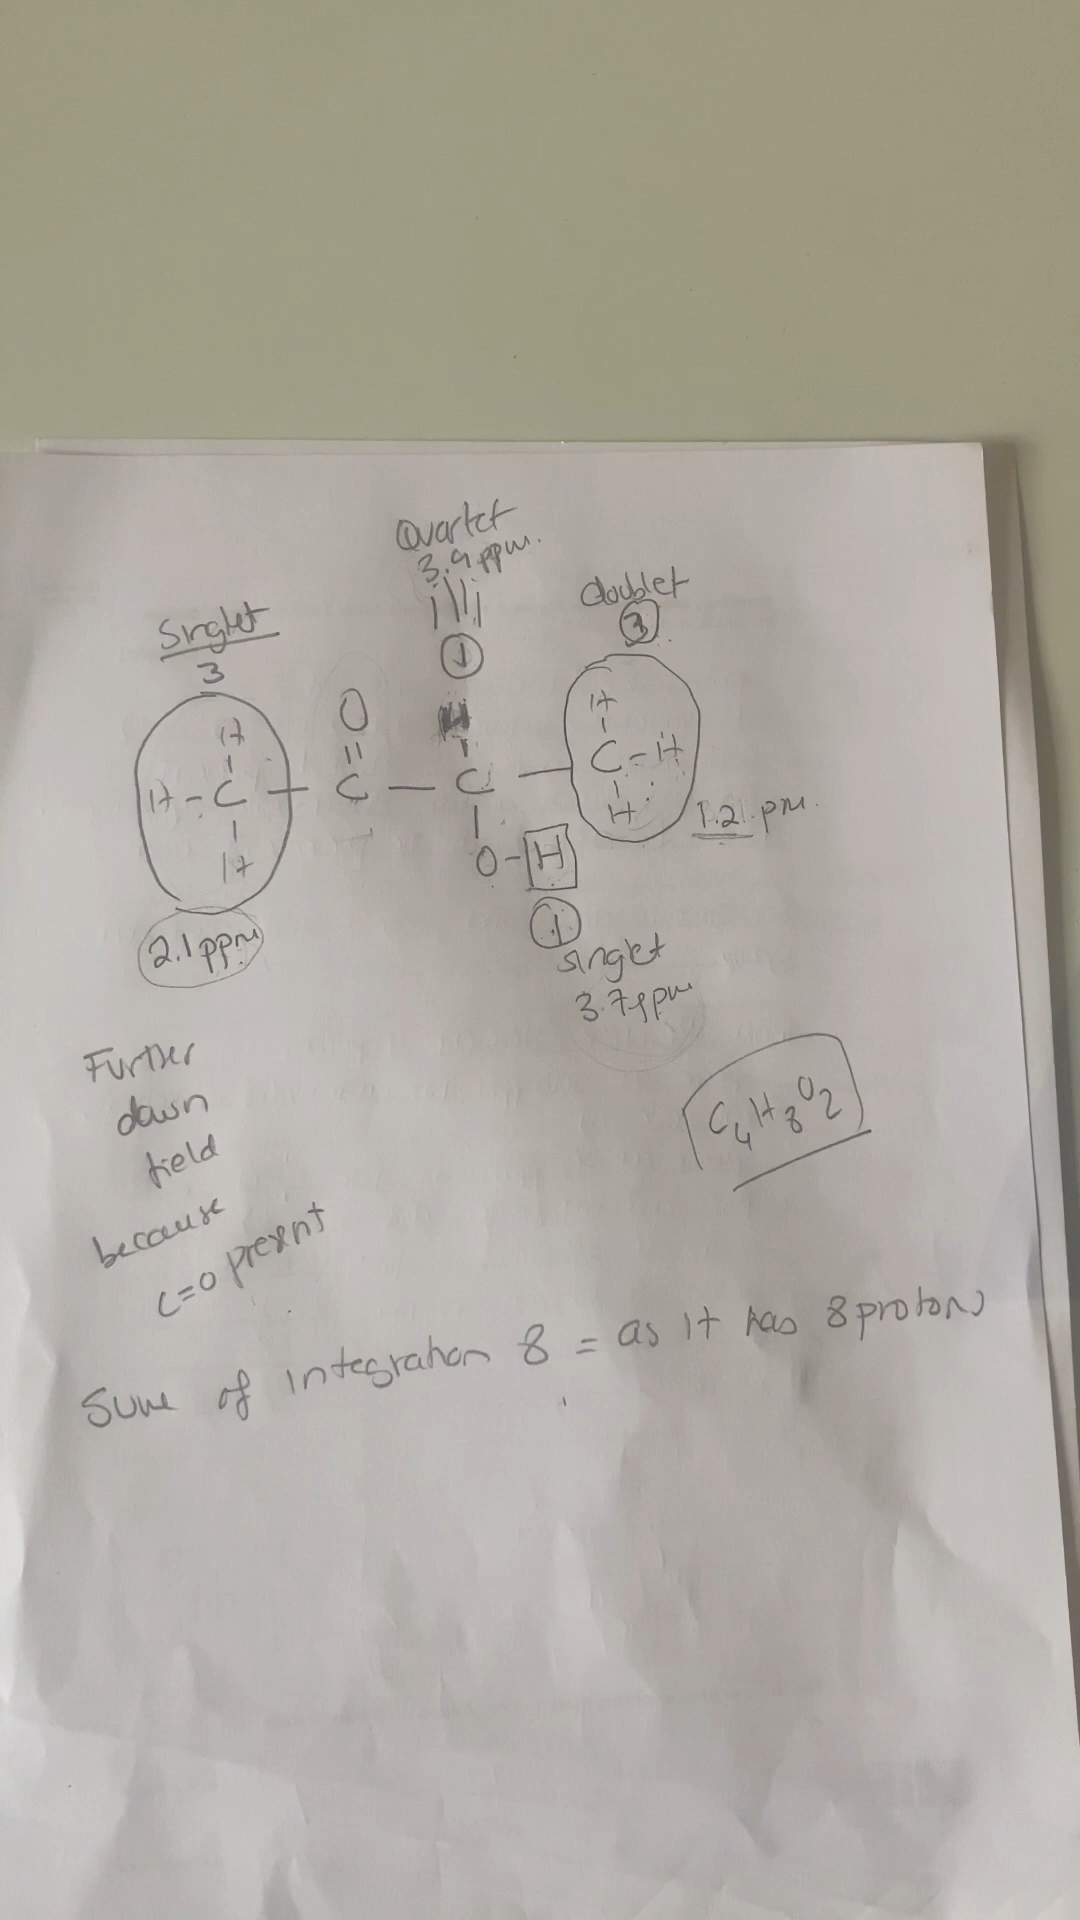 Quartet
3.9 ppm.
doublet
3
Singlet
3
1
H
H
O
H
H
H - C - C - C - C - H
H
H
O - H
1.2 ppm.
2.1 ppm
1
singlet
3.7 ppm
Further
down
field
because
C=O present
C4H8O2
Sum of integration 8 = as it has 8 protons